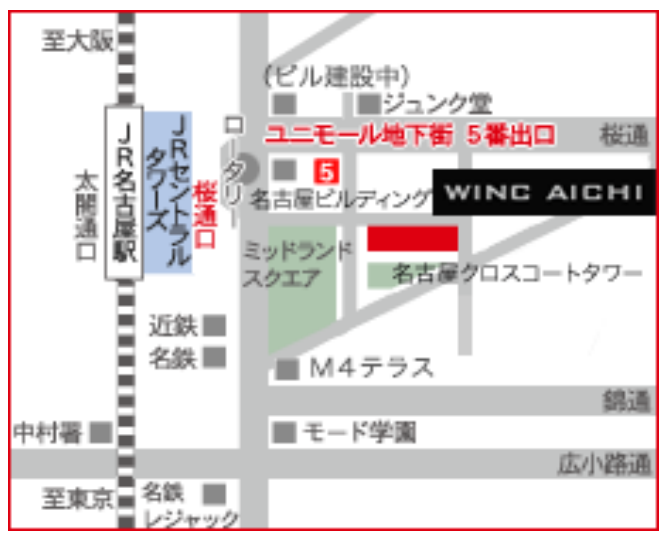 至大阪
(ビル建設中)
ジュンク堂
ユニモール地下街 5番出口
桜通
ロータリー
JR名古屋駅
JRセントラル
タワーズ
桜通口
太閤通口
5
名古屋ビルディング
WINC AICHI
ミッドランド
スクエア
名古屋クロスコートタワー
近鉄
名鉄
M4テラス
錦通
中村署
モード学園
広小路通
至東京
名鉄
レジャック